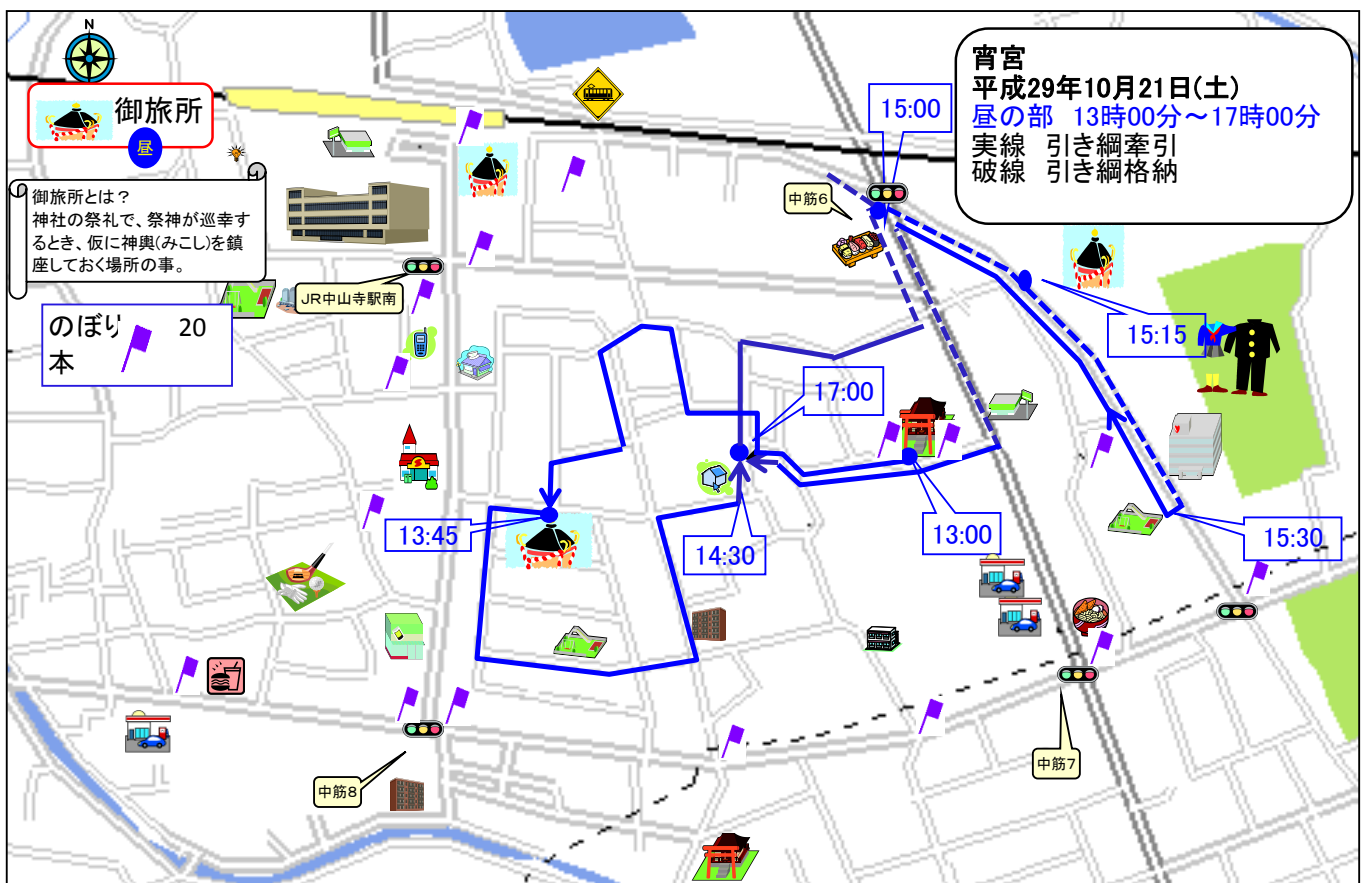 N
御旅所
昼
御旅所とは？
神社の祭礼で、祭神が巡幸す
るとき、仮に神輿(みこし)を鎮
座しておく場所の事。
のぼり 20
本
宵宮
平成29年10月21日(土)
昼の部 13時00分～17時00分
実線 引き綱牽引
破線 引き綱格納
15:00
中筋6
JR中山寺駅南
15:15
17:00
13:45
14:30
13:00
15:30
中筋7
中筋8